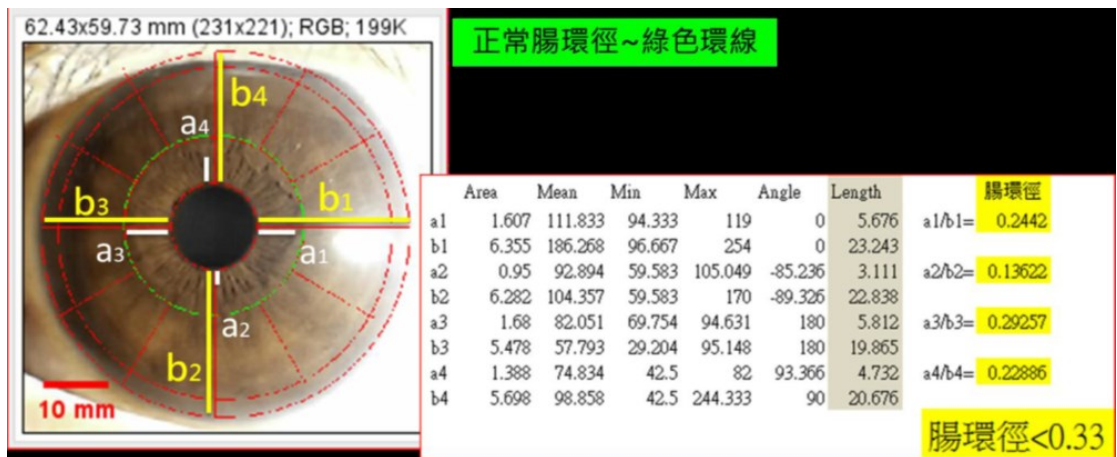 62.43x59.73 mm (231x221); RGB; 199K
正常腸環徑~綠色環線
b4
a4
b3
b1
a3
a1
a2
b2
10 mm
Area Mean Min Max Angle Length 腸環徑
a1 1.607 111.833 94.333 119 0 5.676 a1/b1= 0.2442
b1 6.355 186.268 96.667 254 0 23.243
a2 0.95 92.894 59.583 105.049 -85.236 3.111 a2/b2= 0.13622
b2 6.282 104.357 59.583 170 -89.326 22.838
a3 1.68 82.051 69.754 94.631 180 5.812 a3/b3= 0.29257
b3 5.478 57.793 29.204 95.148 180 19.865
a4 1.388 74.834 42.5 82 93.366 4.732 a4/b4= 0.22886
b4 5.698 98.858 42.5 244.333 90 20.676
腸環徑<0.33